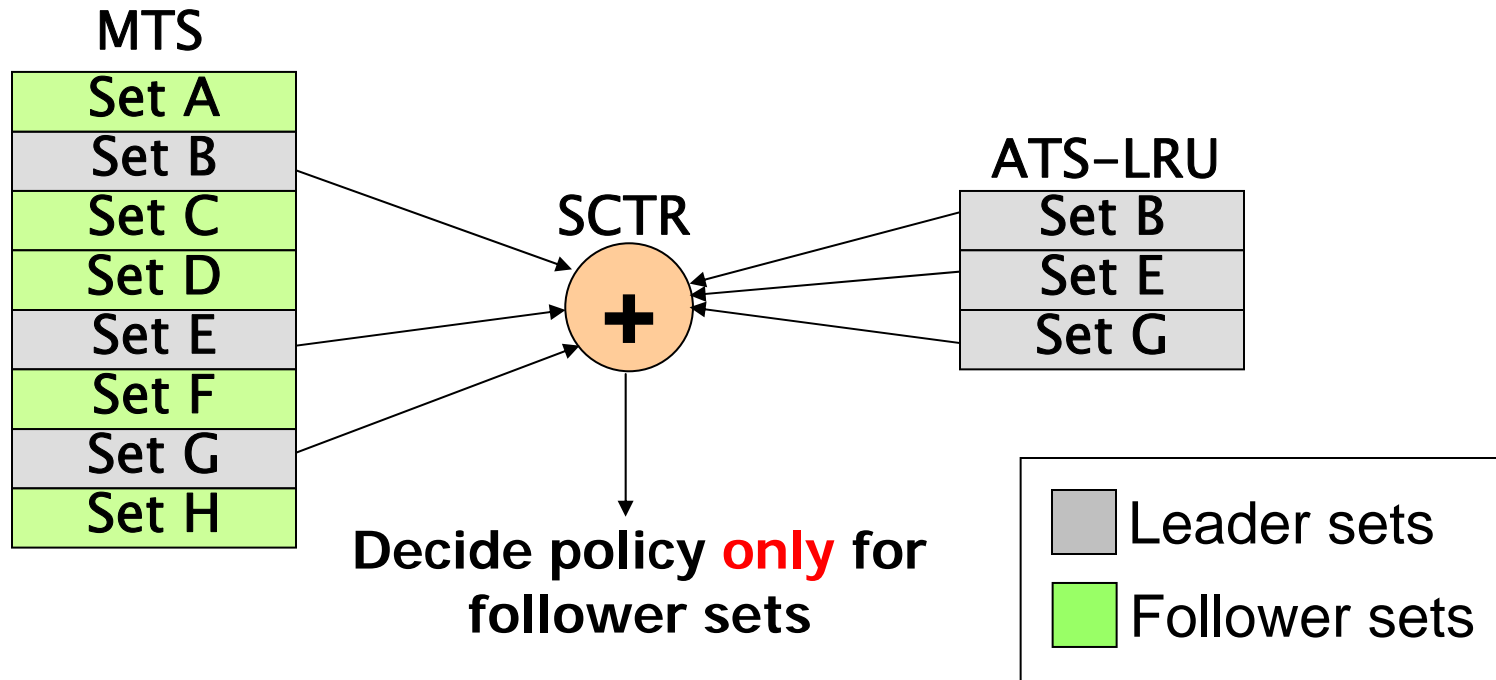 MTS
Set A
Set B
Set C
Set D
Set E
Set F
Set G
Set H
SCTR
+
ATS-LRU
Set B
Set E
Set G
Decide policy only for
follower sets
Leader sets
Follower sets